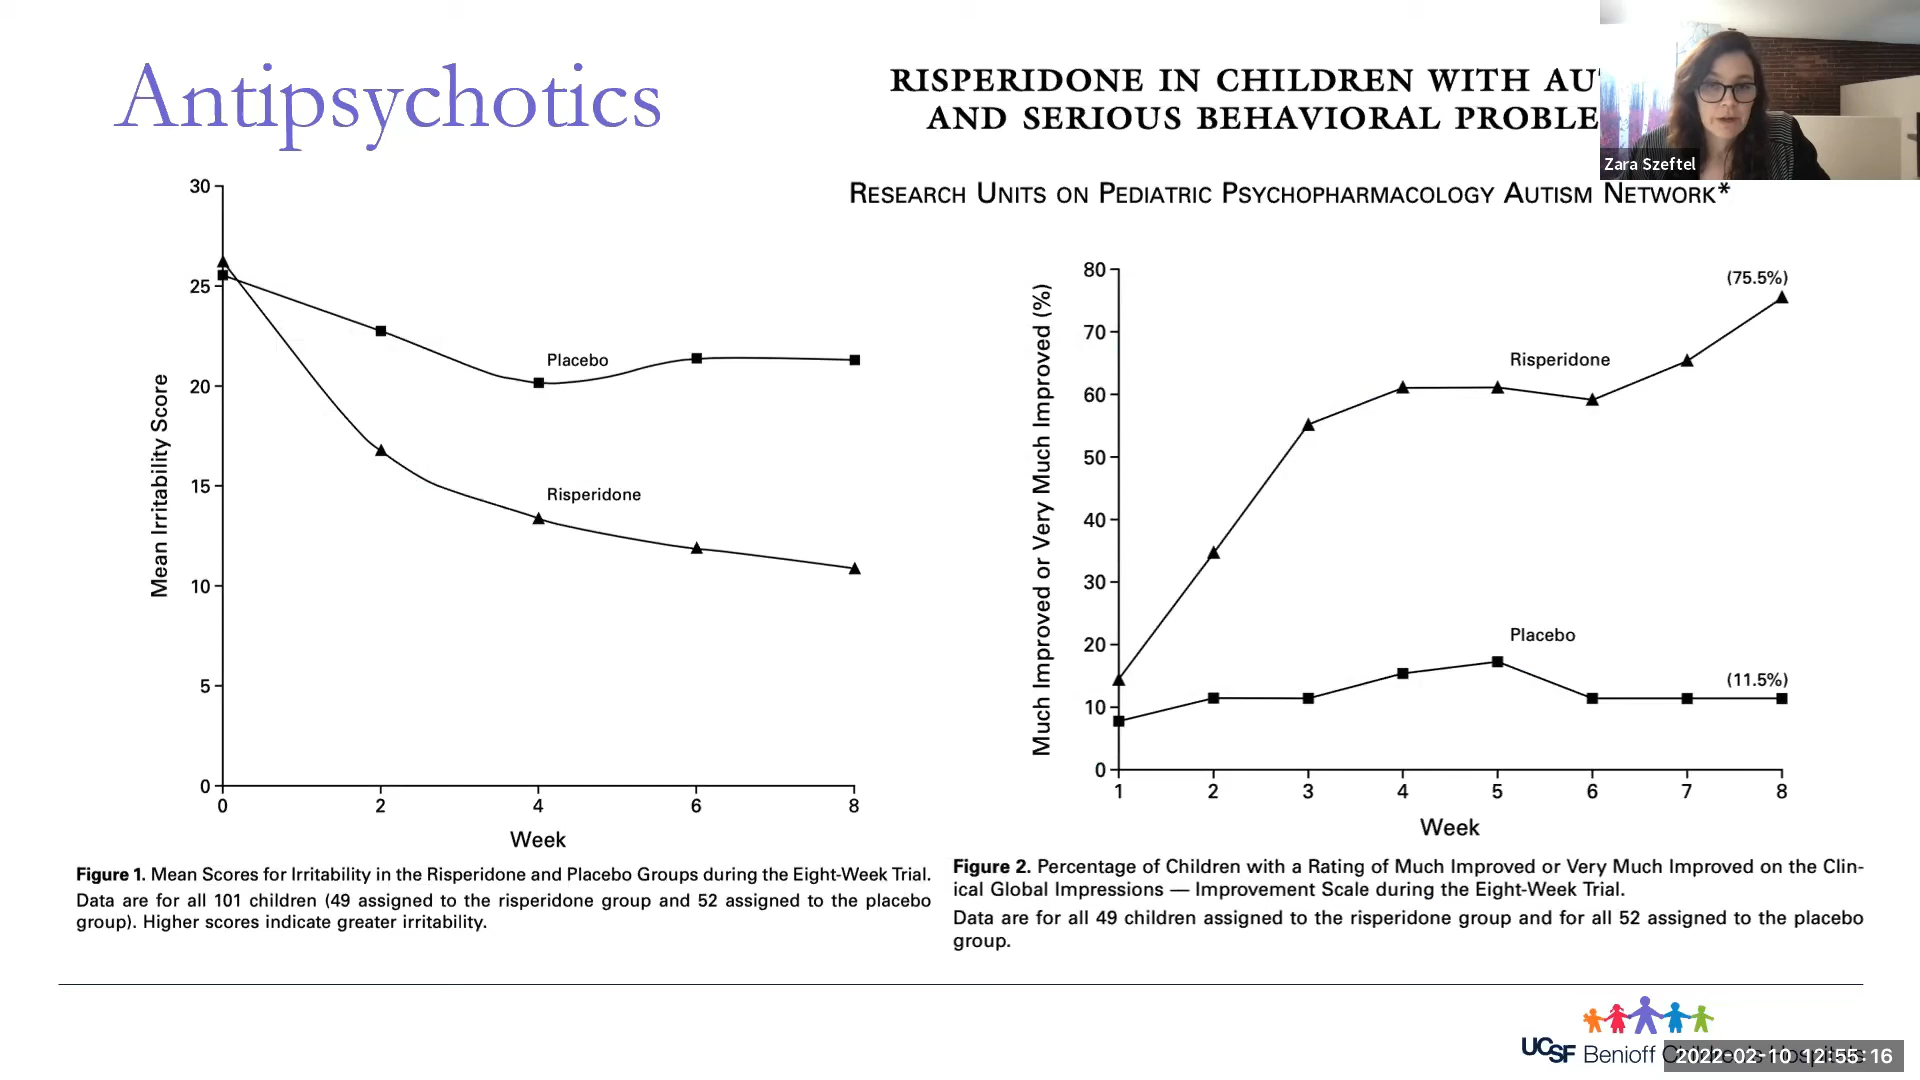 Antipsychotics
RISPERIDONE IN CHILDREN WITH AU
AND SERIOUS BEHAVIORAL PROBLE
Zara Szeftel
RESEARCH UNITS ON PEDIATRIC PSYCHOPHARMACOLOGY AUTISM NETWORK*
30
25
20
15
10
5
0
Mean Irritability Score
Placebo
Risperidone
0 2 4 6 8
Week
Figure 1. Mean Scores for Irritability in the Risperidone and Placebo Groups during the Eight-Week Trial.
Data are for all 101 children (49 assigned to the risperidone group and 52 assigned to the placebo
group). Higher scores indicate greater irritability.
80
70
60
50
40
30
20
10
0
Much Improved or Very Much Improved (%)
(75.5%)
Risperidone
Placebo
(11.5%)
1 2 3 4 5 6 7 8
Week
Figure 2. Percentage of Children with a Rating of Much Improved or Very Much Improved on the Clin-
ical Global Impressions — Improvement Scale during the Eight-Week Trial.
Data are for all 49 children assigned to the risperidone group and for all 52 assigned to the placebo
group.
UCSF Benioff Children's Hospitals
2022-02-10 12:55:16